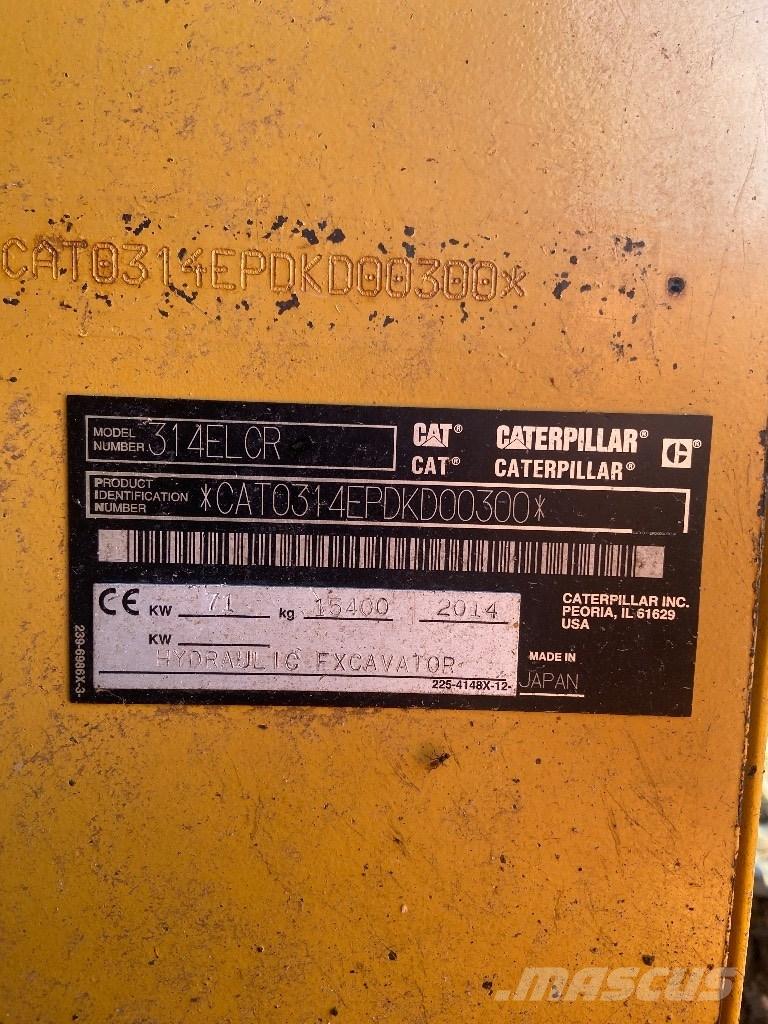 CAT0314EPDKD00300*
MODEL NUMBER 314ELCR
CAT® CATERPILLAR®
CAT® CATERPILLAR®
PRODUCT IDENTIFICATION NUMBER *CAT0314EPDKD00300*
CE KW 71 kg 15400 2014
KW
HYDRAULIC EXCAVATOR
225-4148X-12
239-6986X-3
CATERPILLAR INC.
PEORIA, IL 61629
USA
MADE IN
JAPAN
MASCUS